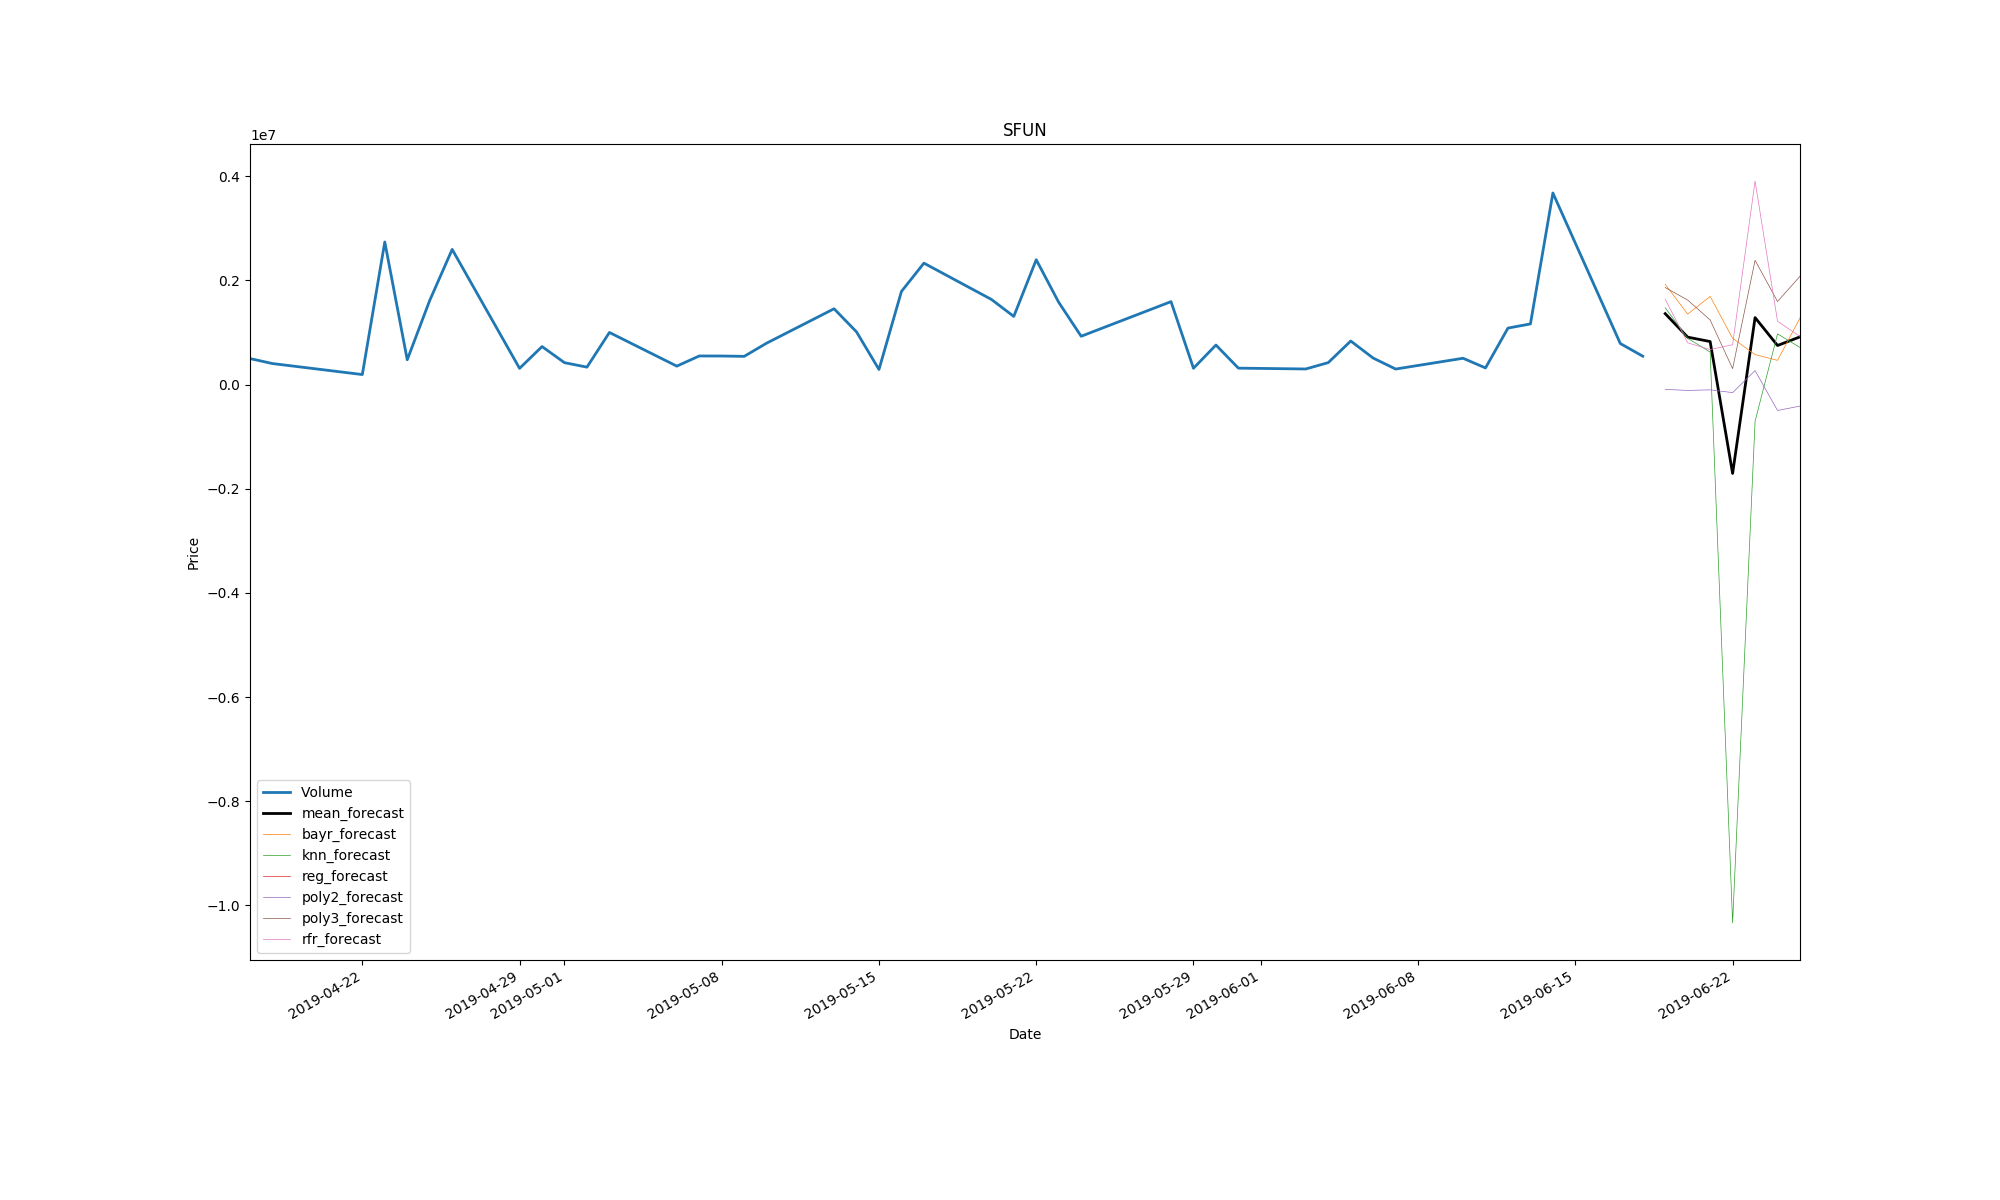 SFUN
1e7
0.4
0.2
0.0
−0.2
−0.4
−0.6
−0.8
−1.0
Price
Volume
mean_forecast
bayr_forecast
knn_forecast
reg_forecast
poly2_forecast
poly3_forecast
rfr_forecast
2019-04-22
2019-04-29
2019-05-01
2019-05-08
2019-05-15
2019-05-22
2019-05-29
2019-06-01
2019-06-08
2019-06-15
2019-06-22
Date